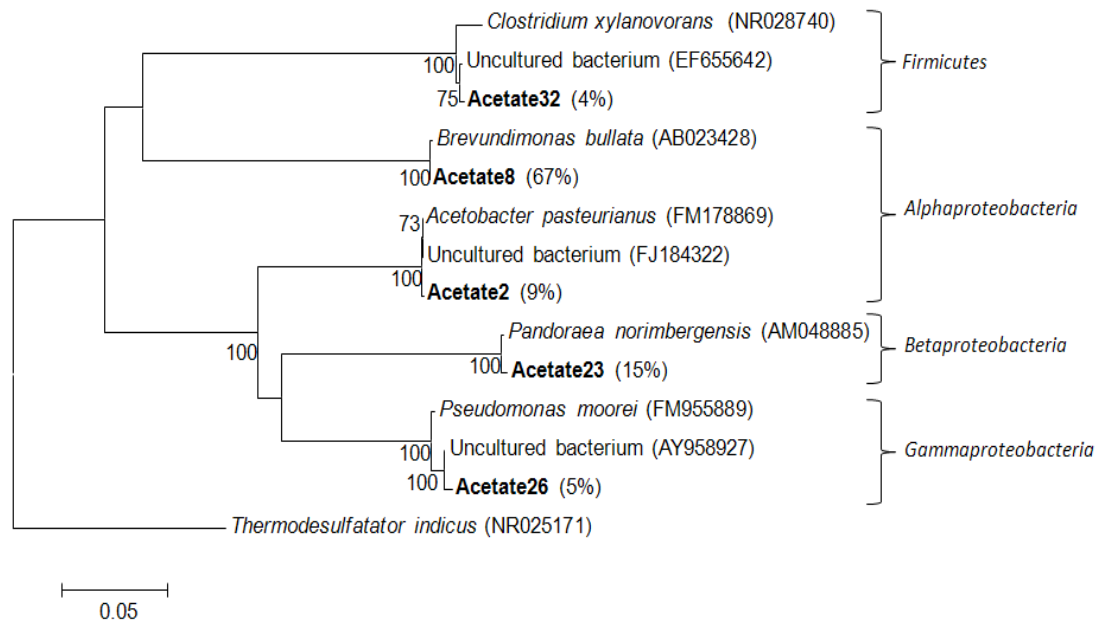 Clostridium xylanovorans (NR028740)
Firmicutes
100
Uncultured bacterium (EF655642)
75
Acetate32 (4%)
Brevundimonas bullata (AB023428)
100
Acetate8 (67%)
Alphaproteobacteria
73
Acetobacter pasteurianus (FM178869)
Uncultured bacterium (FJ184322)
100
Acetate2 (9%)
Pandoraea norimbergensis (AM048885)
Betaproteobacteria
100
100
Acetate23 (15%)
Pseudomonas moorei (FM955889)
100
Uncultured bacterium (AY958927)
Gammaproteobacteria
100
Acetate26 (5%)
Thermodesulfatator indicus (NR025171)
0.05